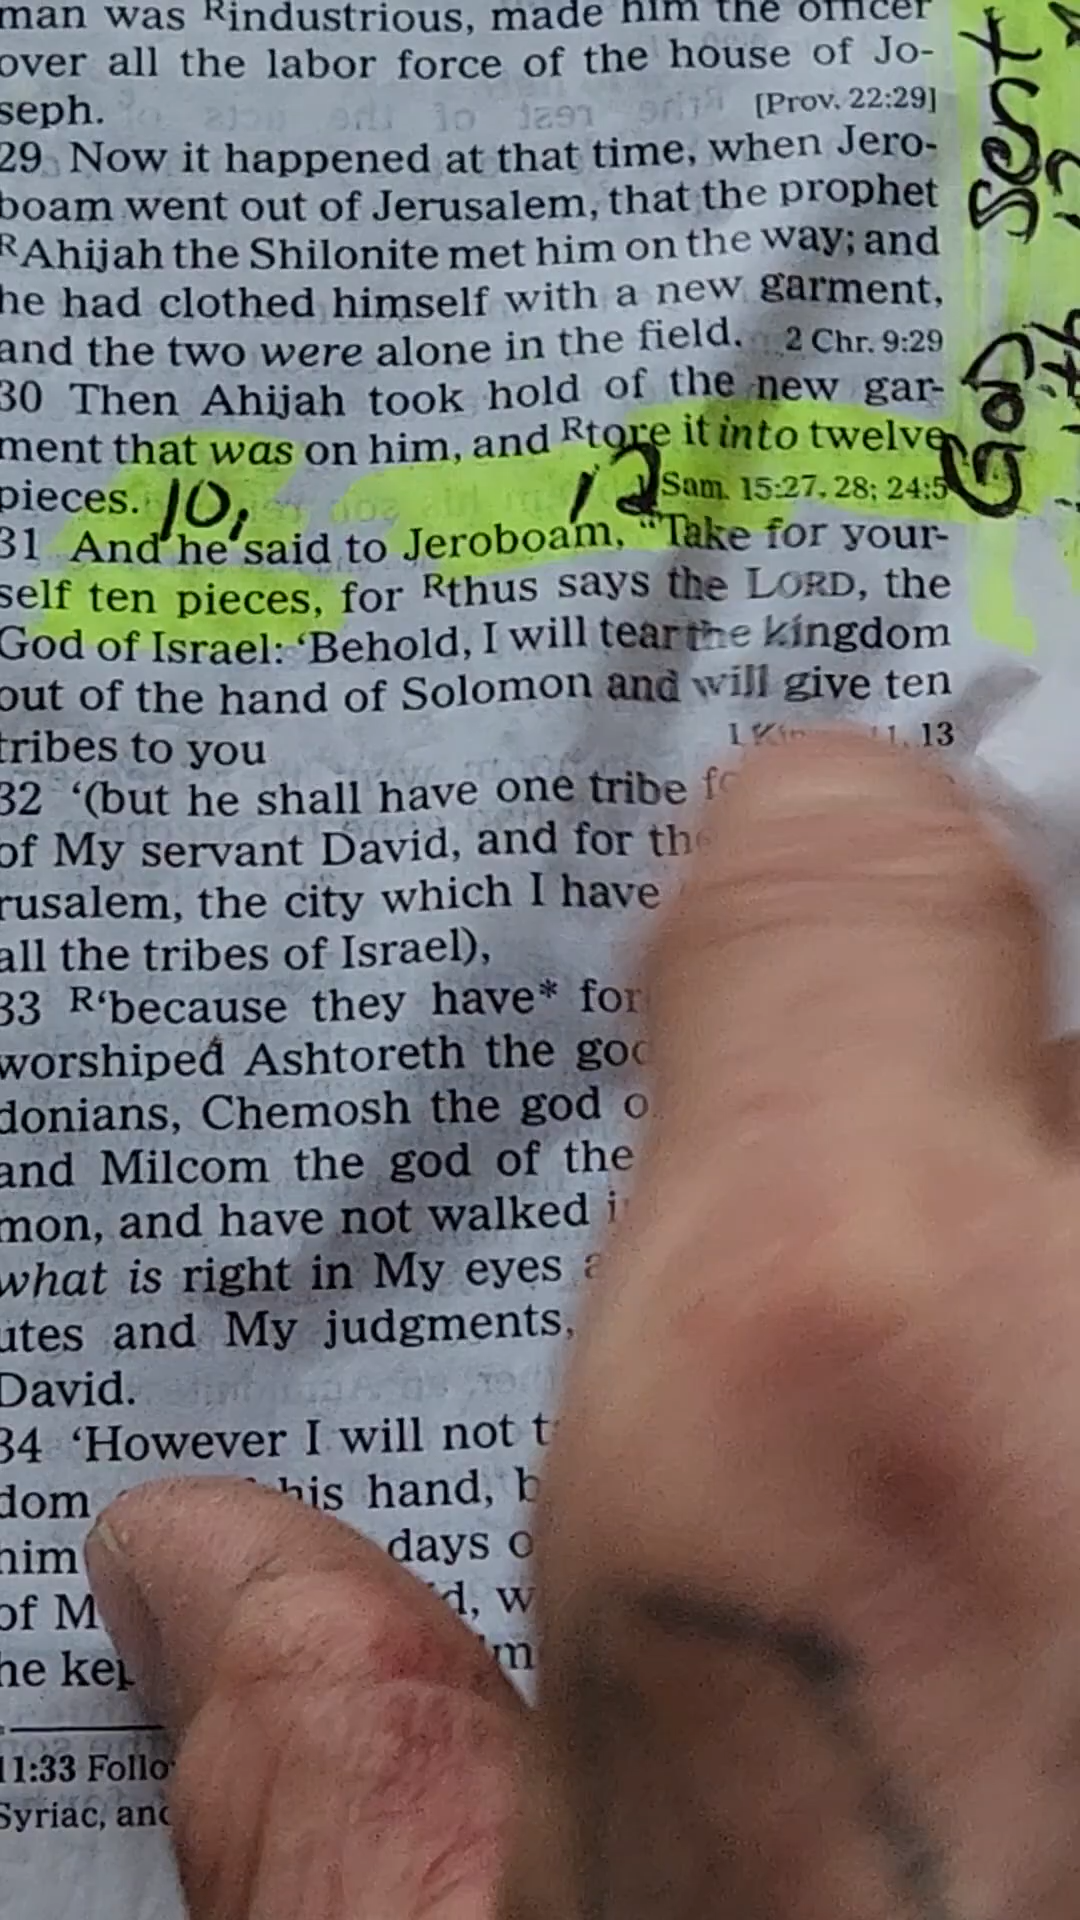 man was Rindustrious, made him the officer
over all the labor force of the house of Jo-
seph. [Prov. 22:29]
29 Now it happened at that time, when Jero-
boam went out of Jerusalem, that the prophet
RAhijah the Shilonite met him on the way; and
he had clothed himself with a new garment,
and the two were alone in the field. 2 Chr. 9:29
30 Then Ahijah took hold of the new gar-
ment that was on him, and Rtore it into twelve
pieces. 10, 12 1 Sam. 15:27, 28; 24:5
31 And he said to Jeroboam, “Take for your-
self ten pieces, for Rthus says the LORD, the
God of Israel: ‘Behold, I will tear the kingdom
out of the hand of Solomon and will give ten
tribes to you 13
32 ‘(but he shall have one tribe
of My servant David, and for
rusalem, the city which I have
all the tribes of Israel),
33 R‘because they have* for
worshiped Ashtoreth the
donians, Chemosh the god
and Milcom the god of the
mon, and have not walked
what is right in My eyes
utes and My judgments,
David.
34 ‘However I will not
dom his hand,
him days
of
he
11:33 Follo
Syriac, and
God sent